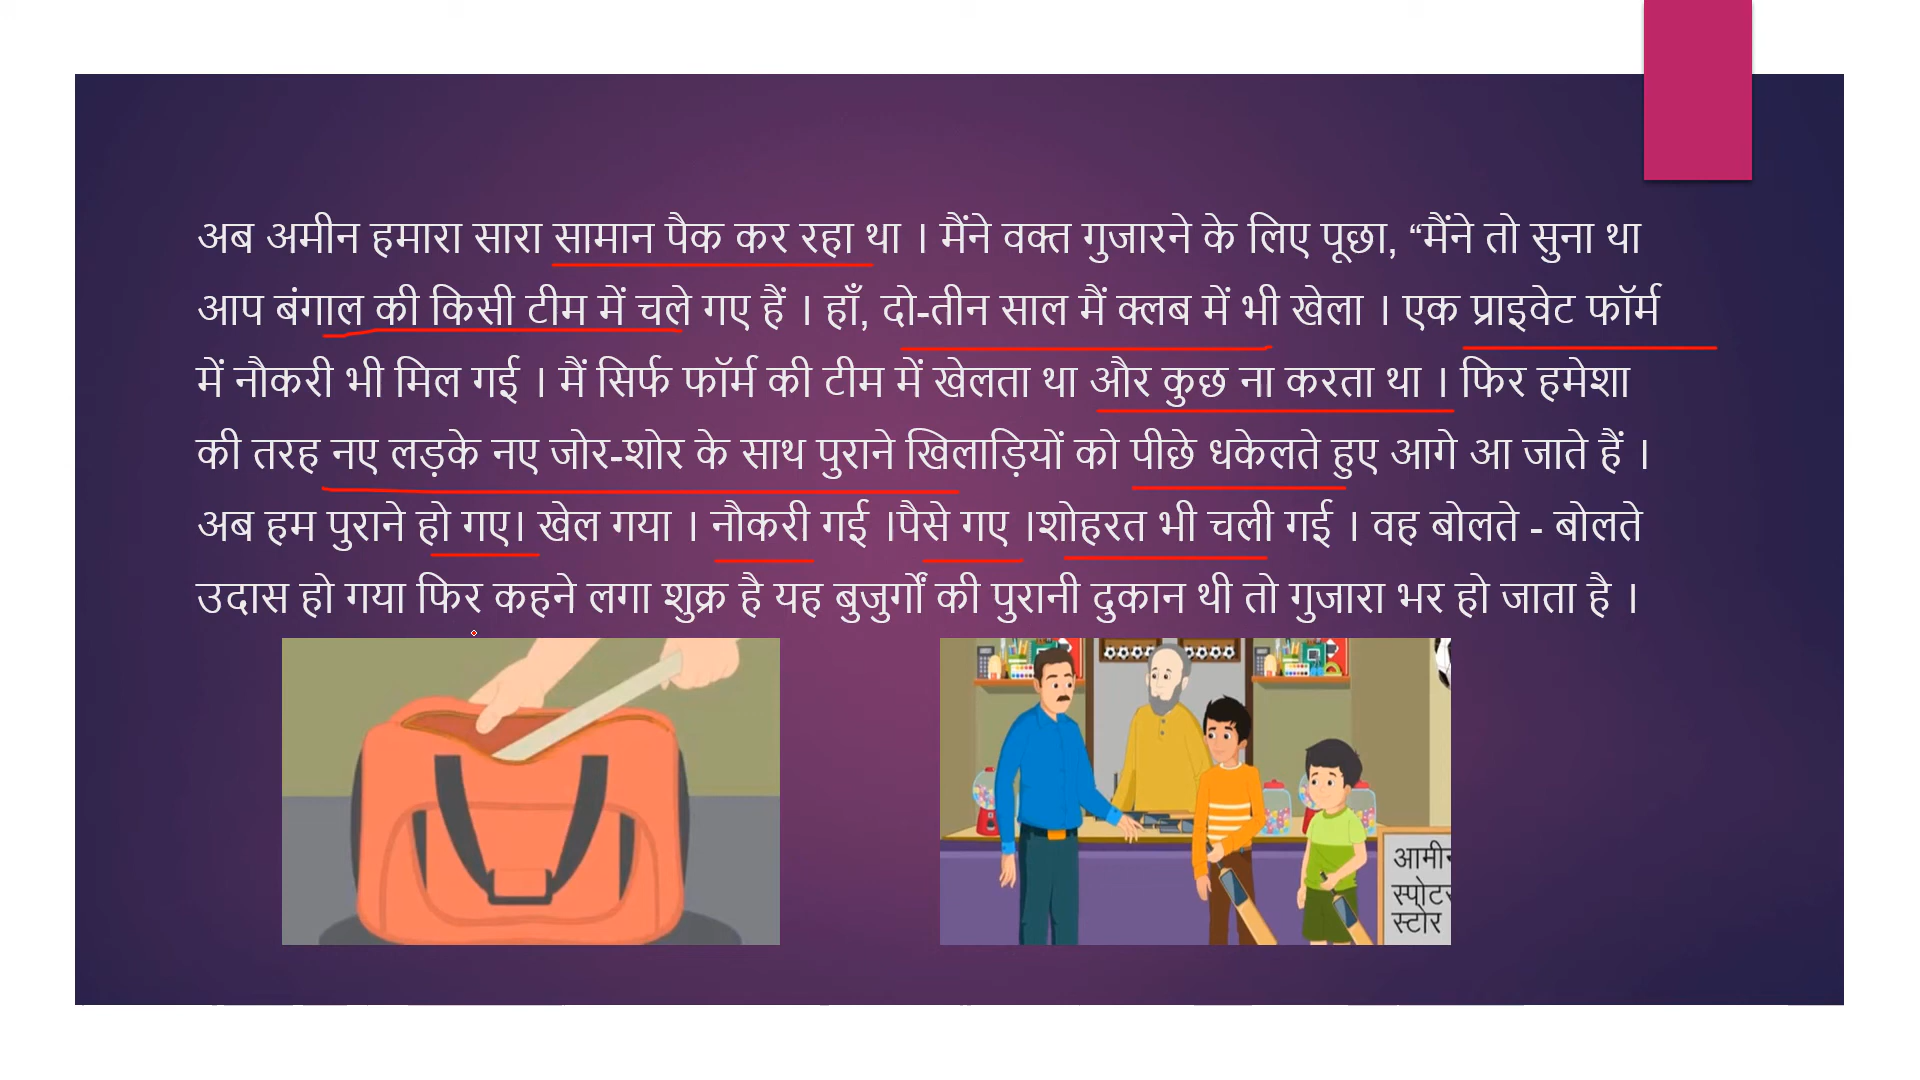 अब अमीन हमारा सारा सामान पैक कर रहा था । मैंने वक्त गुजारने के लिए पूछा, “मैंने तो सुना था
आप बंगाल की किसी टीम में चले गए हैं । हाँ, दो-तीन साल मैं क्लब में भी खेला । एक प्राइवेट फॉर्म
में नौकरी भी मिल गई । मैं सिर्फ फॉर्म की टीम में खेलता था और कुछ ना करता था । फिर हमेशा
की तरह नए लड़के नए जोर-शोर के साथ पुराने खिलाड़ियों को पीछे धकेलते हुए आगे आ जाते हैं ।
अब हम पुराने हो गए। खेल गया । नौकरी गई ।पैसे गए ।शोहरत भी चली गई । वह बोलते - बोलते
उदास हो गया फिर कहने लगा शुक्र है यह बुजुर्गों की पुरानी दुकान थी तो गुजारा भर हो जाता है ।
आमीन
स्पोटस
स्टोर